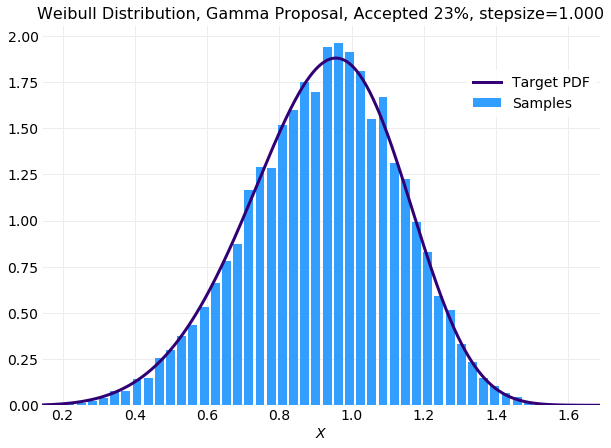 Weibull Distribution, Gamma Proposal, Accepted 23%, stepsize=1.000
2.00
1.75
1.50
1.25
1.00
0.75
0.50
0.25
0.00
Target PDF
Samples
0.2 0.4 0.6 0.8 1.0 1.2 1.4 1.6
X